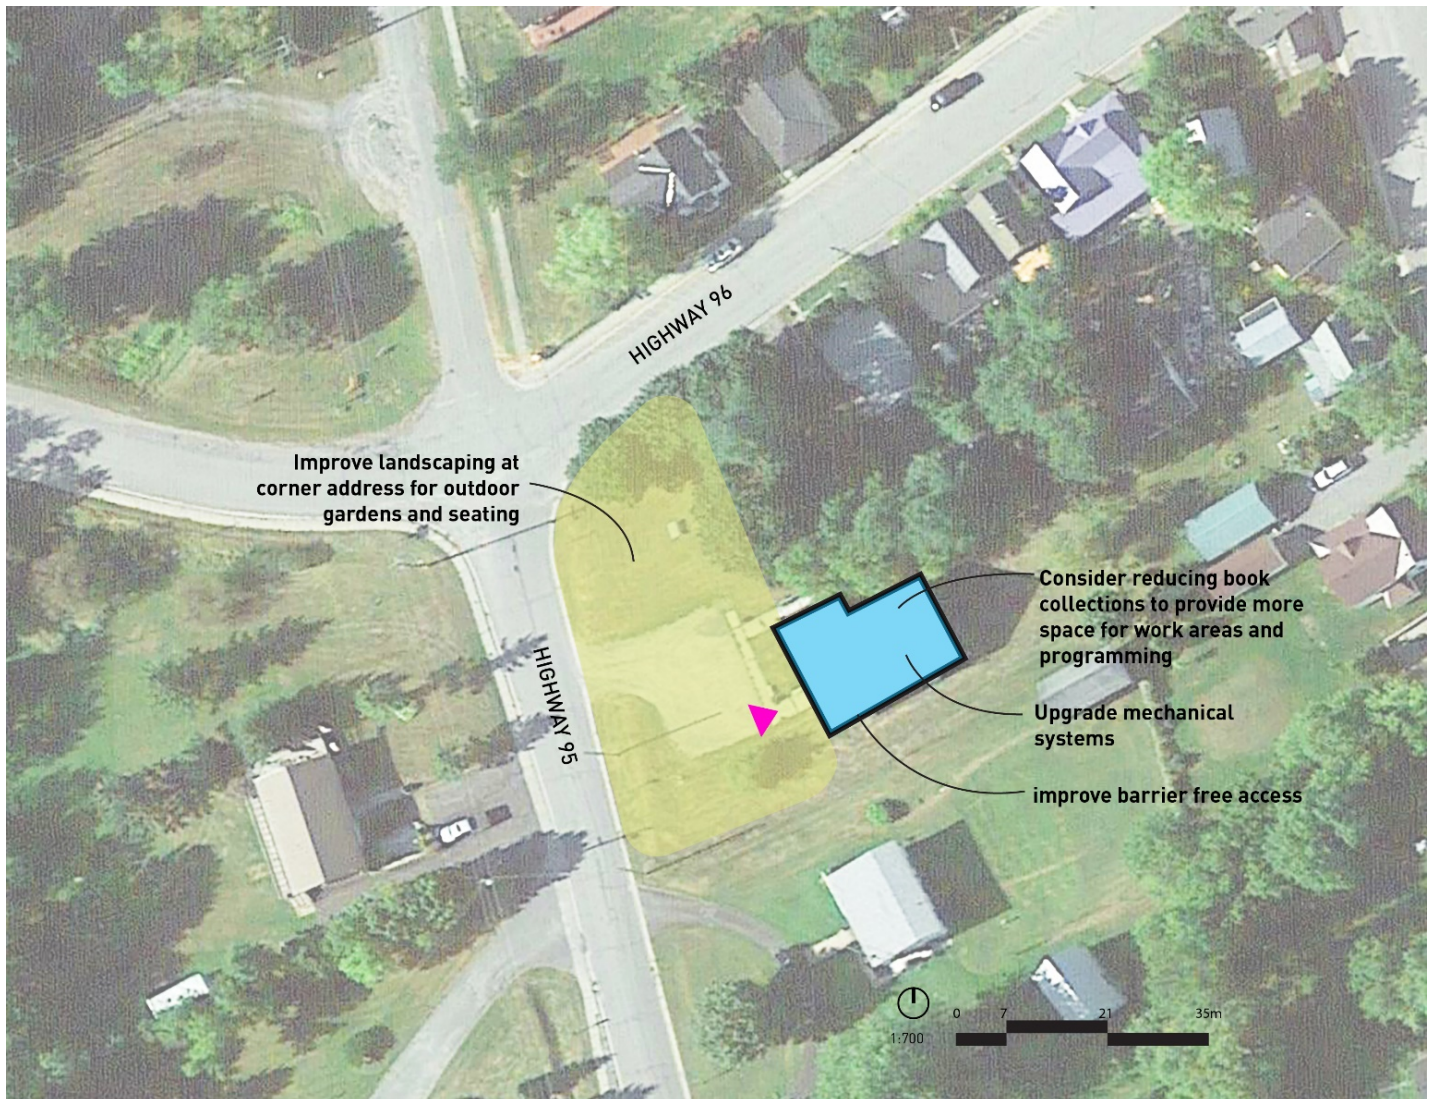 HIGHWAY 96
Improve landscaping at
corner address for outdoor
gardens and seating
Consider reducing book
collections to provide more
space for work areas and
programming
HIGHWAY 95
Upgrade mechanical
systems
improve barrier free access
0 7 21 35m
1:700